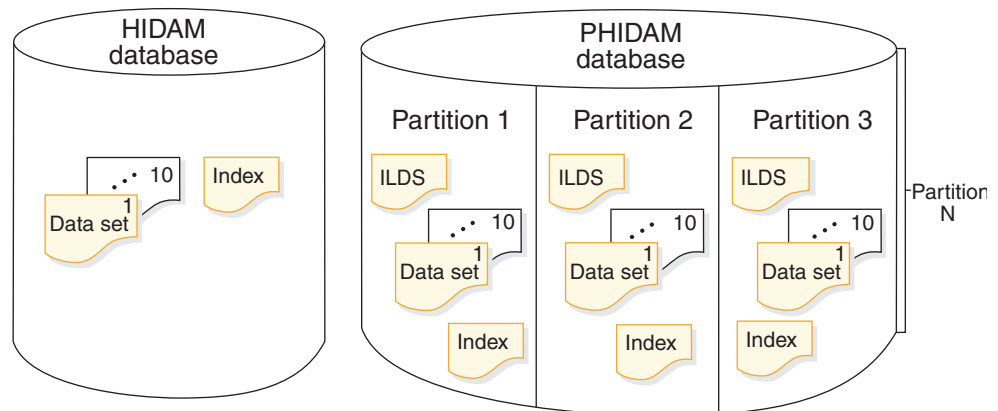 HIDAM
database
10
1
Data set
Index
PHIDAM
database
Partition 1
ILDS
10
1
Data set
Index
Partition 2
ILDS
10
1
Data set
Index
Partition 3
ILDS
10
1
Data set
Index
Partition
N